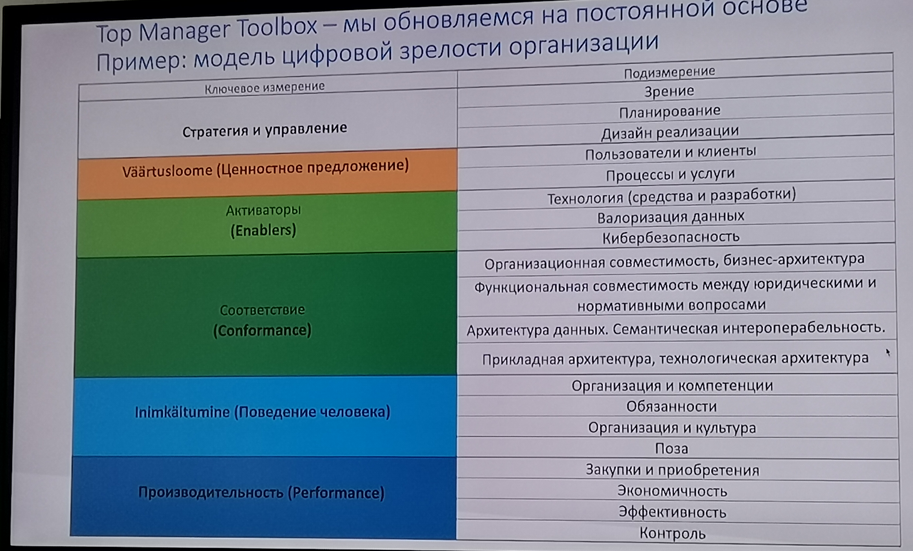 Top Manager Toolbox – мы обновляемся на постоянной основе
Пример: модель цифровой зрелости организации
Ключевое измерение
Подизмерение
Стратегия и управление
Зрение
Планирование
Дизайн реализации
Väärtusloome (Ценностное предложение)
Пользователи и клиенты
Процессы и услуги
Активаторы
(Enablers)
Технология (средства и разработки)
Валоризация данных
Кибербезопасность
Соответствие
(Conformance)
Организационная совместимость, бизнес-архитектура
Функциональная совместимость между юридическими и
нормативными вопросами
Архитектура данных. Семантическая интероперабельность.
Прикладная архитектура, технологическая архитектура
Inimkäitumine (Поведение человека)
Организация и компетенции
Обязанности
Организация и культура
Поза
Производительность (Performance)
Закупки и приобретения
Экономичность
Эффективность
Контроль